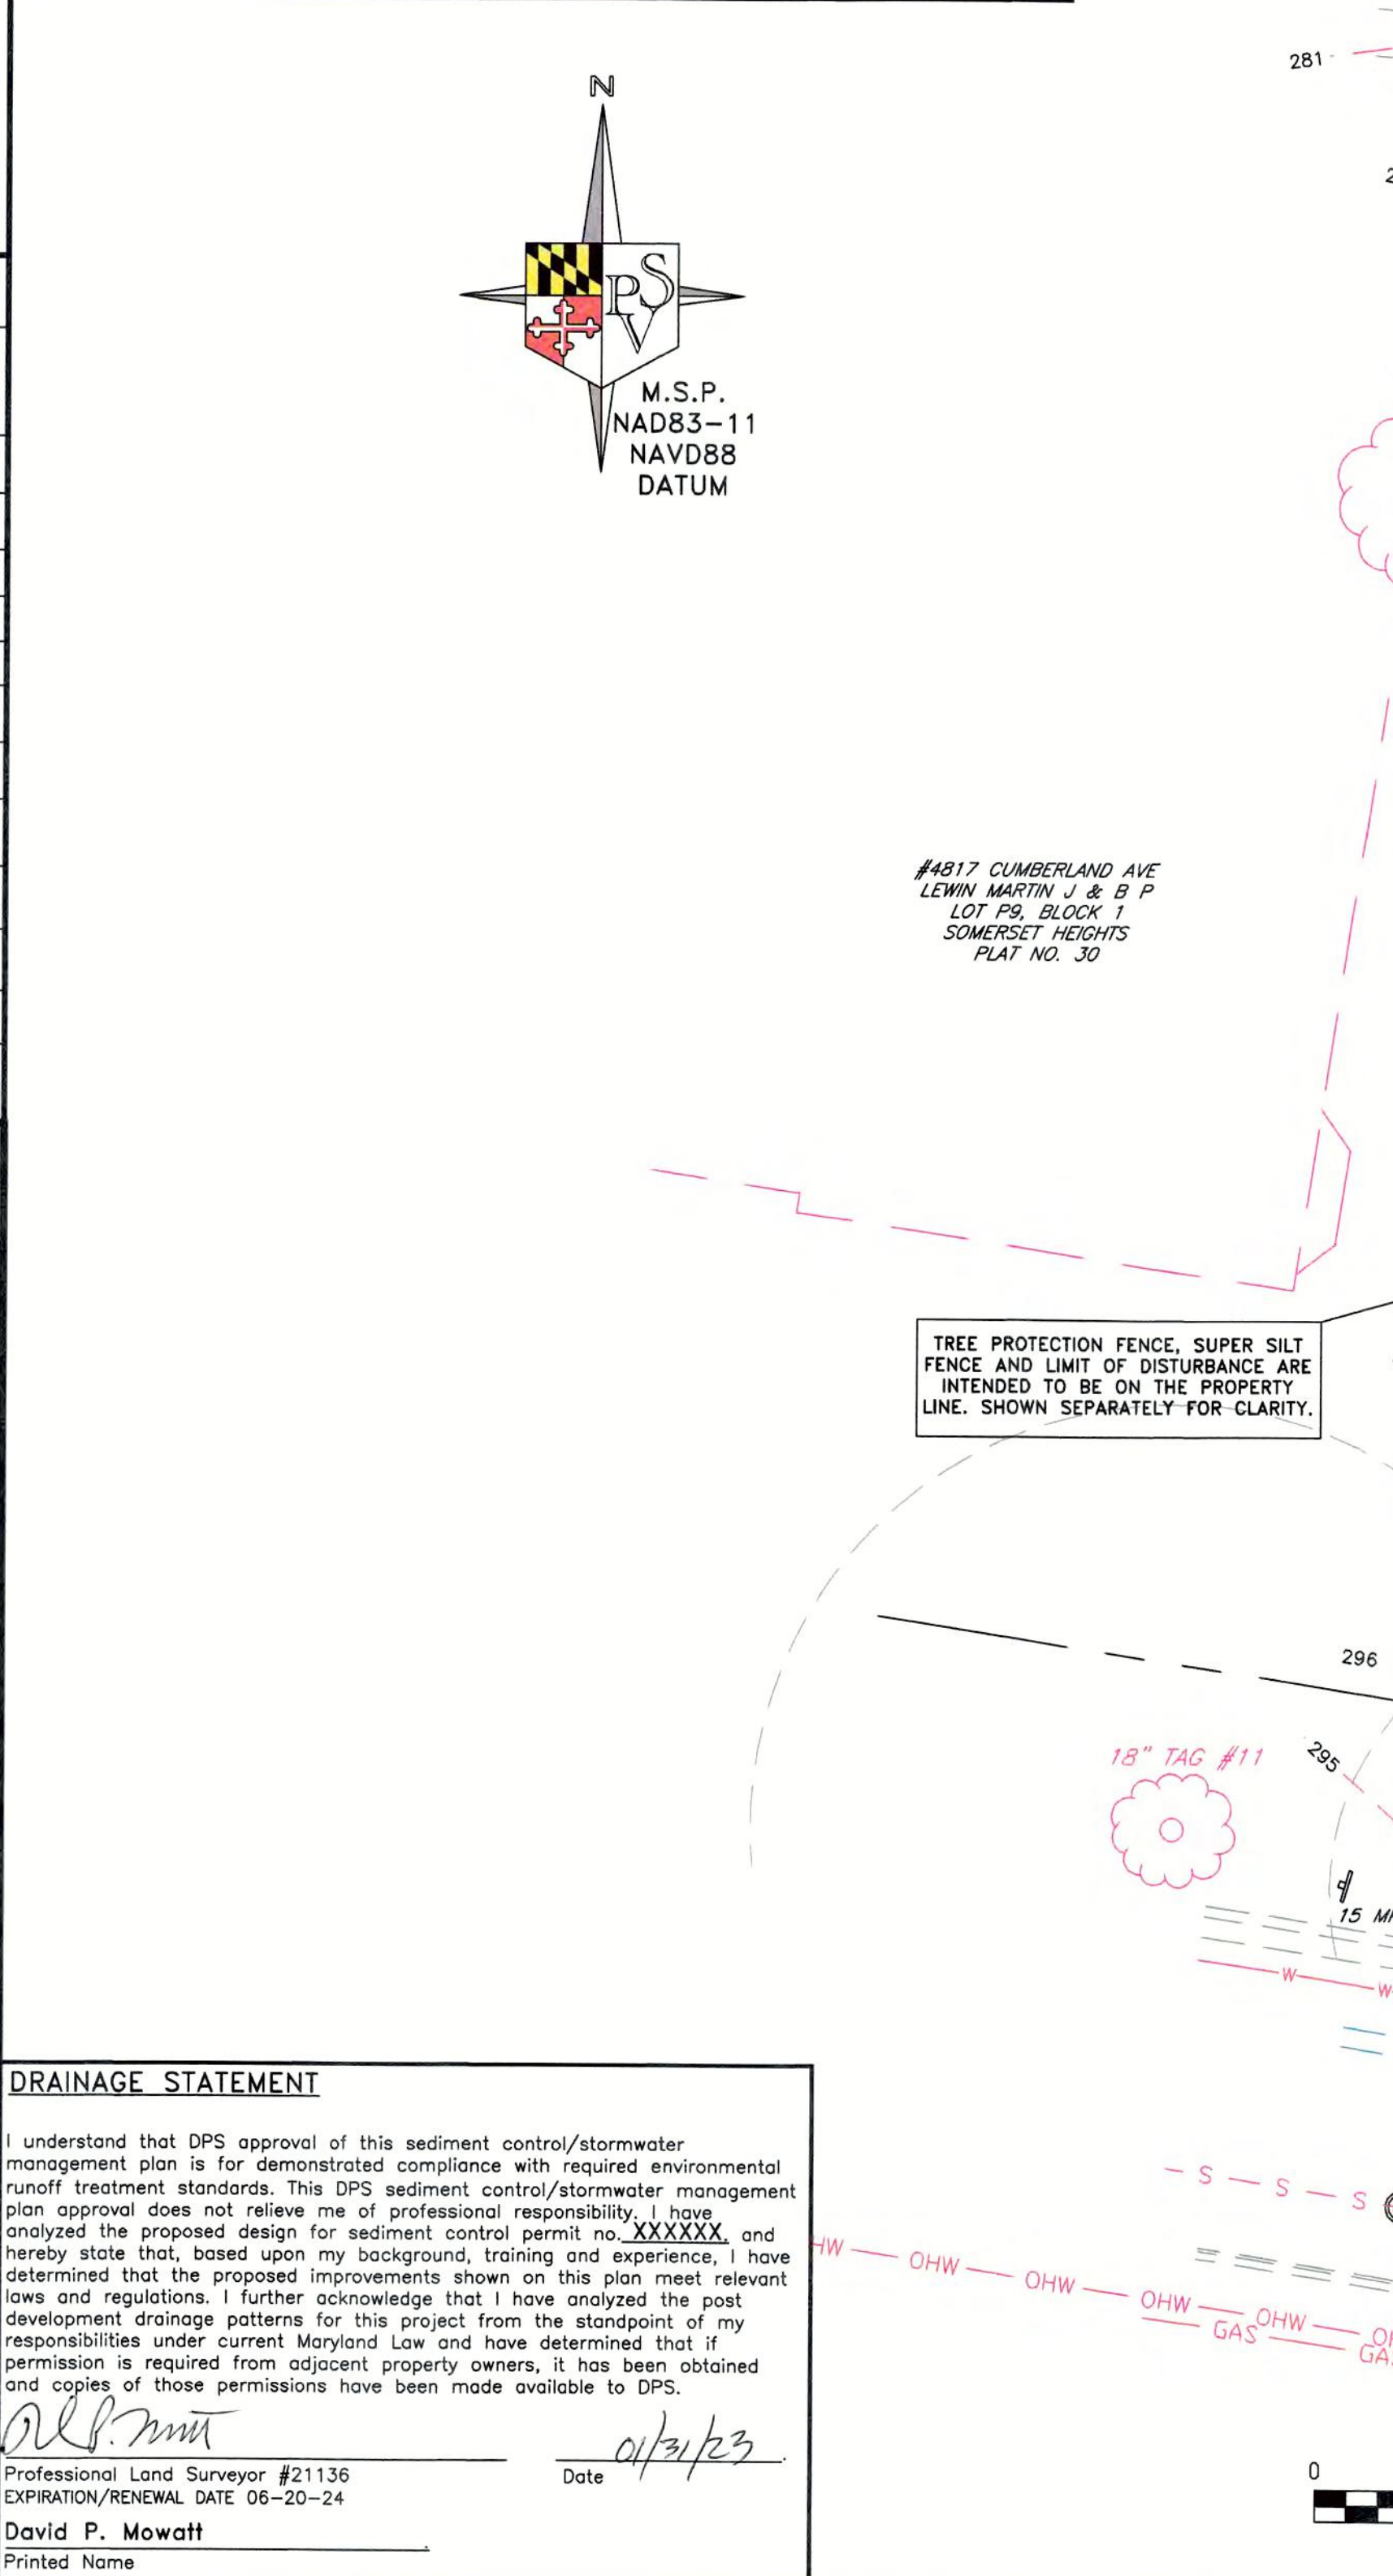 281
N
PSV
M.S.P.
NAD83-11
NAVD88
DATUM
#4817 CUMBERLAND AVE
LEWIN MARTIN J & B P
LOT P9, BLOCK 1
SOMERSET HEIGHTS
PLAT NO. 30
TREE PROTECTION FENCE, SUPER SILT
FENCE AND LIMIT OF DISTURBANCE ARE
INTENDED TO BE ON THE PROPERTY
LINE. SHOWN SEPARATELY FOR CLARITY.
296
295
18" TAG #11
15
W
W
S S S
OHW OHW OHW OHW
GAS
DRAINAGE STATEMENT
I understand that DPS approval of this sediment control/stormwater
management plan is for demonstrated compliance with required environmental
runoff treatment standards. This DPS sediment control/stormwater management
plan approval does not relieve me of professional responsibility. I have
analyzed the proposed design for sediment control permit no. XXXXXX. and
hereby state that, based upon my background, training and experience, I have
determined that the proposed improvements shown on this plan meet relevant
laws and regulations. I further acknowledge that I have analyzed the post
development drainage patterns for this project from the standpoint of my
responsibilities under current Maryland Law and have determined that if
permission is required from adjacent property owners, it has been obtained
and copies of those permissions have been made available to DPS.
01/31/23
Professional Land Surveyor #21136 Date
EXPIRATION/RENEWAL DATE 06-20-24
David P. Mowatt
Printed Name
0